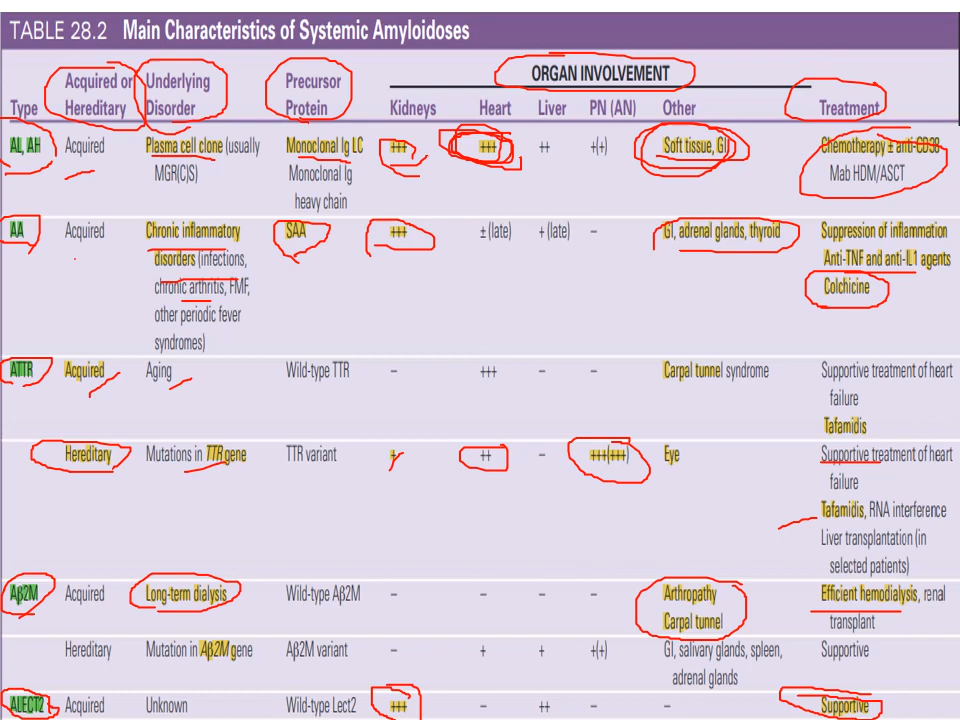 TABLE 28.2 Main Characteristics of Systemic Amyloidoses
Type
Acquired or
Hereditary
Underlying
Disorder
Precursor
Protein
ORGAN INVOLVEMENT
Kidneys Heart Liver PN (AN) Other
Treatment
AL, AH Acquired Plasma cell clone (usually Monoclonal Ig LC +++ +++ ++ +(+) Soft tissue, GI Chemotherapy ± anti-CD38
MGR(C)S) Monoclonal Ig Mab HDM/ASCT
heavy chain
AA Acquired Chronic inflammatory SAA +++ ± (late) + (late) – GI, adrenal glands, thyroid Suppression of inflammation
disorders (infections, Anti-TNF and anti-IL1 agents
chronic arthritis, FMF, Colchicine
other periodic fever
syndromes)
ATTR Acquired Aging Wild-type TTR – +++ – – Carpal tunnel syndrome Supportive treatment of heart
failure
Tafamidis
Hereditary Mutations in TTR gene TTR variant + ++ – +++(+++) Eye Supportive treatment of heart
failure
Tafamidis, RNA interference
Liver transplantation (in
selected patients)
Aβ2M Acquired Long-term dialysis Wild-type Aβ2M – – – – Arthropathy Efficient hemodialysis, renal
Carpal tunnel transplant
Hereditary Mutation in Aβ2M gene Aβ2M variant – + + +(+) GI, salivary glands, spleen, Supportive
adrenal glands
ALECT2 Acquired Unknown Wild-type Lect2 +++ – ++ – – Supportive